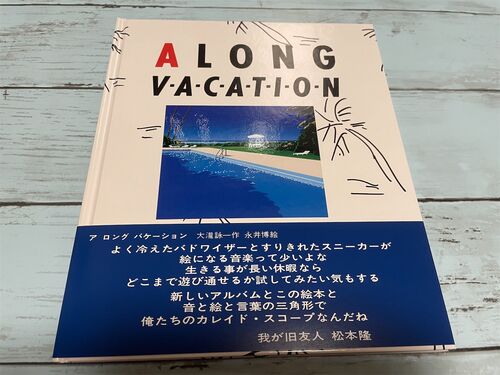 A LONG
V-A-C-A-T-I-O-N
ア ロング バケーション　大瀧詠一作 永井博絵
よく冷えたバドワイザーとすりきれたスニーカーが
絵になる音楽って少いよな
生きる事が長い休暇なら
どこまで遊び通せるか試してみたい気もする
新しいアルバムとこの絵本と
音と絵と言葉の三角形で
俺たちのカレイド・スコープなんだね
我が旧友人 松本隆